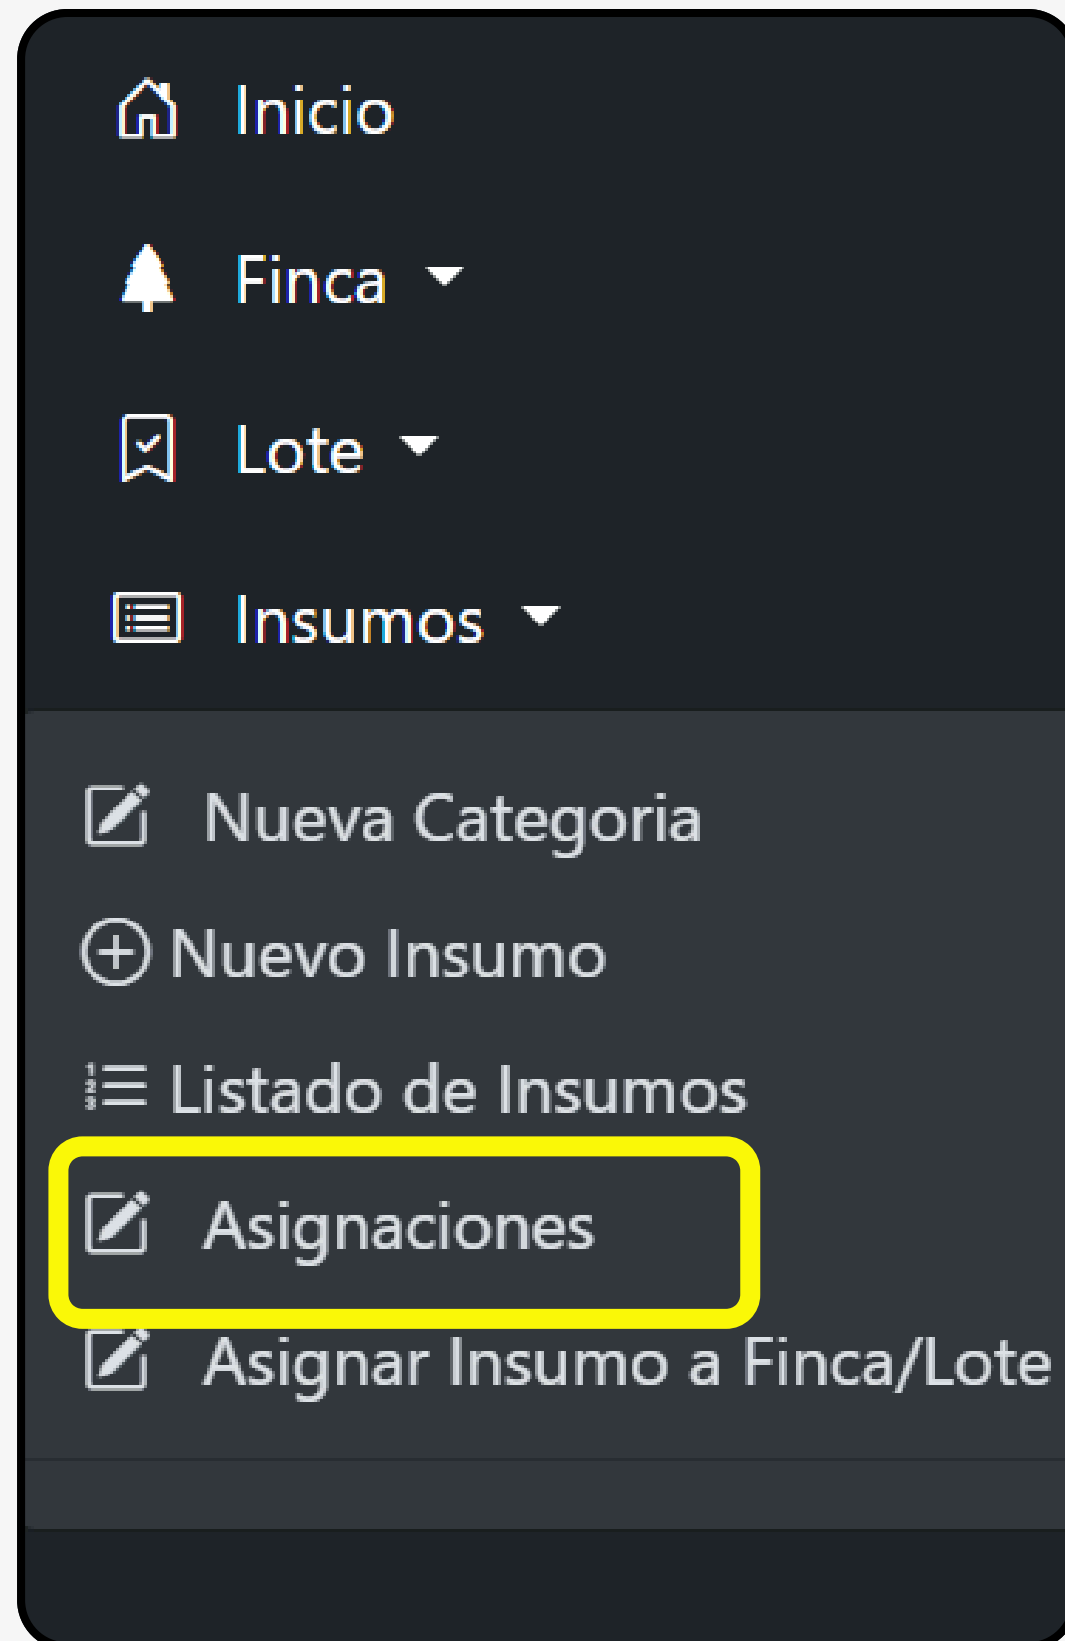 Inicio
Finca
Lote
Insumos
Nueva Categoria
Nuevo Insumo
Listado de Insumos
Asignaciones
Asignar Insumo a Finca/Lote